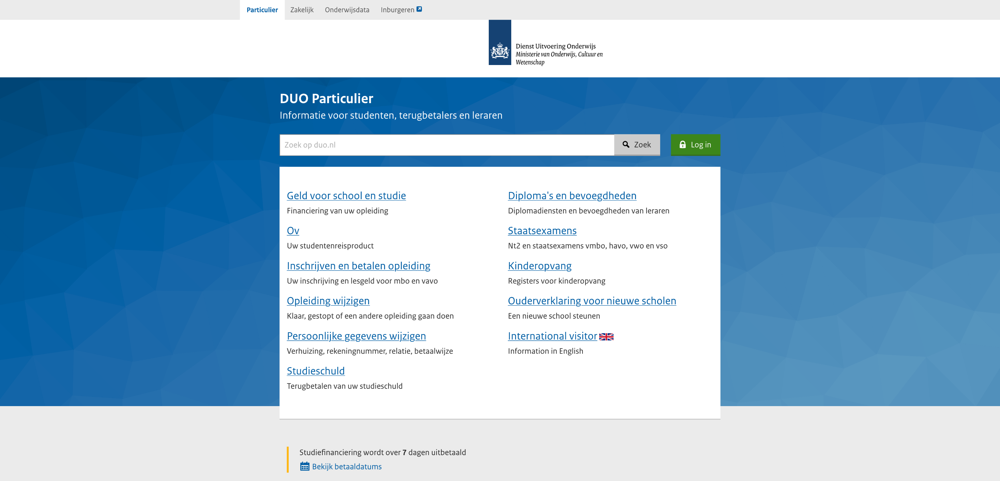 Particulier Zakelijk Onderwijsdata Inburgeren
Dienst Uitvoering Onderwijs
Ministerie van Onderwijs, Cultuur en
Wetenschap
DUO Particulier
Informatie voor studenten, terugbetalers en leraren
Zoek op duo.nl Zoek Log in
Geld voor school en studie
Financiering van uw opleiding
Ov
Uw studentenreisproduct
Inschrijven en betalen opleiding
Uw inschrijving en lesgeld voor mbo en vavo
Opleiding wijzigen
Klaar, gestopt of een andere opleiding gaan doen
Persoonlijke gegevens wijzigen
Verhuizing, rekeningnummer, relatie, betaalwijze
Studieschuld
Terugbetalen van uw studieschuld
Diploma's en bevoegdheden
Diplomadiensten en bevoegdheden van leraren
Staatsexamens
Nt2 en staatsexamens vmbo, havo, vwo en vso
Kinderopvang
Registers voor kinderopvang
Ouderverklaring voor nieuwe scholen
Een nieuwe school steunen
International visitor
Information in English
Studiefinanciering wordt over 7 dagen uitbetaald
Bekijk betaaldatums